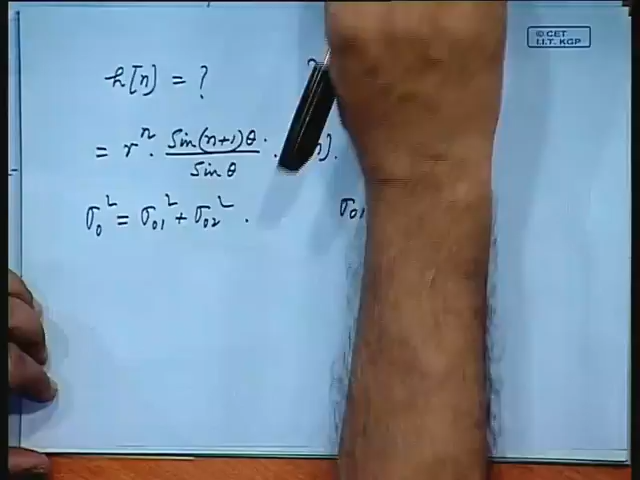 © CET
I.I.T. KGP
h[n] = ?
= r^n . Sin(n+1)θ / Sin θ . n].
σ_0^2 = σ_01^2 + σ_02^2 . σ_01